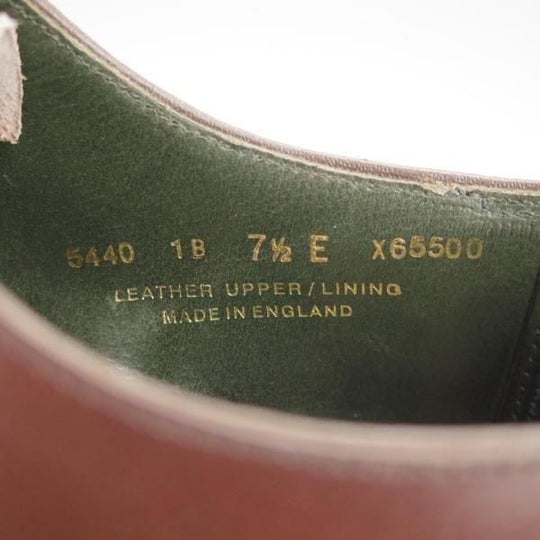 5440 1B 7½ E X65500
LEATHER UPPER/LINING
MADE IN ENGLAND